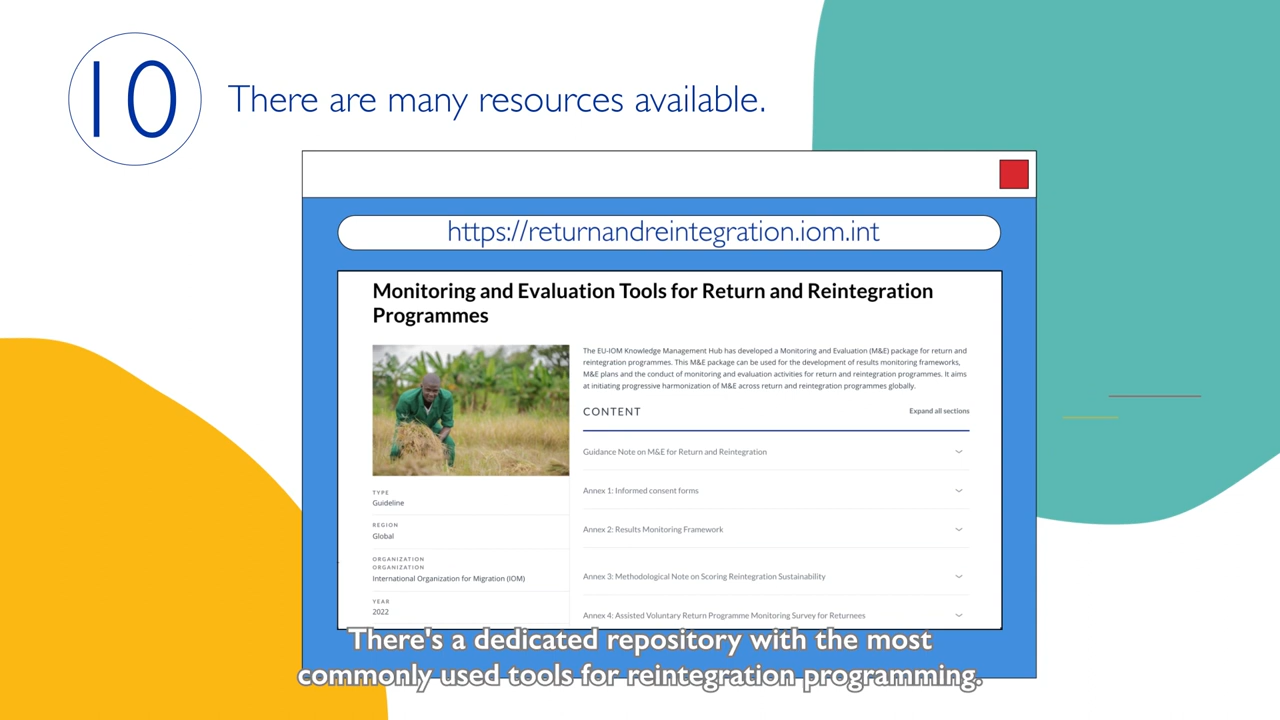 10
There are many resources available.
https://returnandreintegration.iom.int
Monitoring and Evaluation Tools for Return and Reintegration
Programmes
The EU-IOM Knowledge Management Hub has developed a Monitoring and Evaluation (M&E) package for return and
reintegration programmes. This M&E package can be used for the development of results monitoring frameworks,
M&E plans and the conduct of monitoring and evaluation activities for return and reintegration programmes. It aims
at initiating progressive harmonization of M&E across return and reintegration programmes globally.
CONTENT
Expand all sections
Guidance Note on M&E for Return and Reintegration
Annex 1: Informed consent forms
Annex 2: Results Monitoring Framework
Annex 3: Methodological Note on Scoring Reintegration Sustainability
Annex 4: Assisted Voluntary Return Programme Monitoring Survey for Returnees
TYPE
Guideline
REGION
Global
ORGANIZATION
ORGANIZATION
International Organization for Migration (IOM)
YEAR
2022
There's a dedicated repository with the most
commonly used tools for reintegration programming.